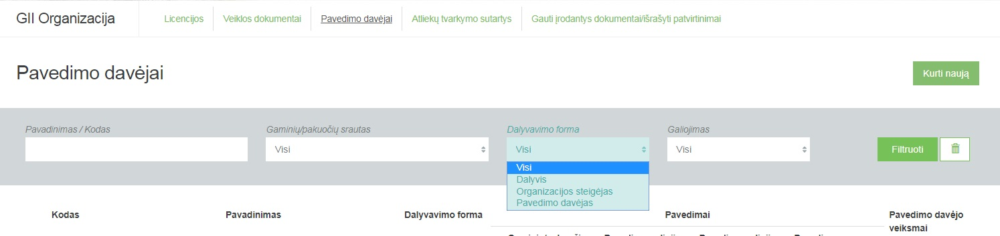 GII Organizacija
Licencijos
Veiklos dokumentai
Pavedimo davėjai
Atliekų tvarkymo sutartys
Gauti įrodantys dokumentai/išrašyti patvirtinimai
Pavedimo davėjai
Kurti naują
Pavadinimas / Kodas
Gaminių/pakuočių srautas
Dalyvavimo forma
Galiojimas
Visi
Visi
Visi
Filtruoti
Visi
Dalyvis
Organizacijos steigėjas
Pavedimo davėjas
Kodas
Pavadinimas
Dalyvavimo forma
Pavedimai
Pavedimo davėjo
veiksmai